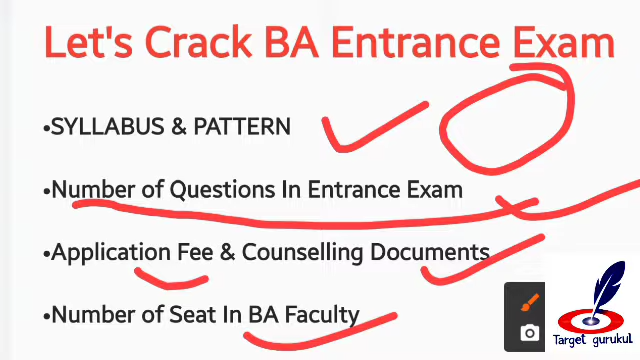 Let's Crack BA Entrance Exam
•SYLLABUS & PATTERN
•Number of Questions In Entrance Exam
•Application Fee & Counselling Documents
•Number of Seat In BA Faculty
Target gurukul